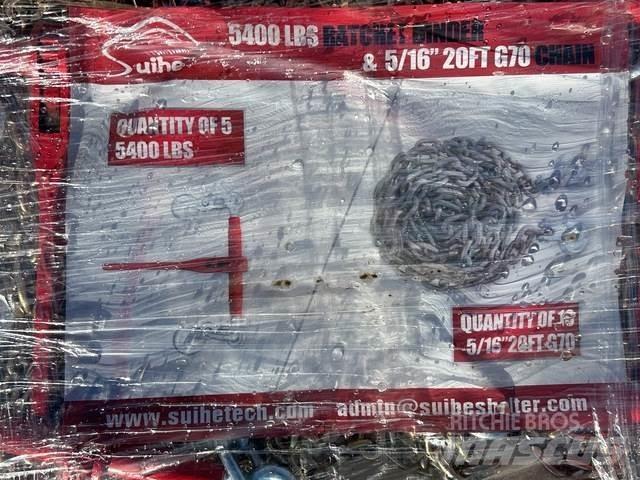 Suihe
5400 LBS RATCHET BINDER
& 5/16" 20FT G70 CHAIN
QUANTITY OF 5
5400 LBS
QUANTITY OF
5/16" 20FT G70
www.suihetech.com admin@suiheshelter.com
RITCHIE BROS
MASCUS